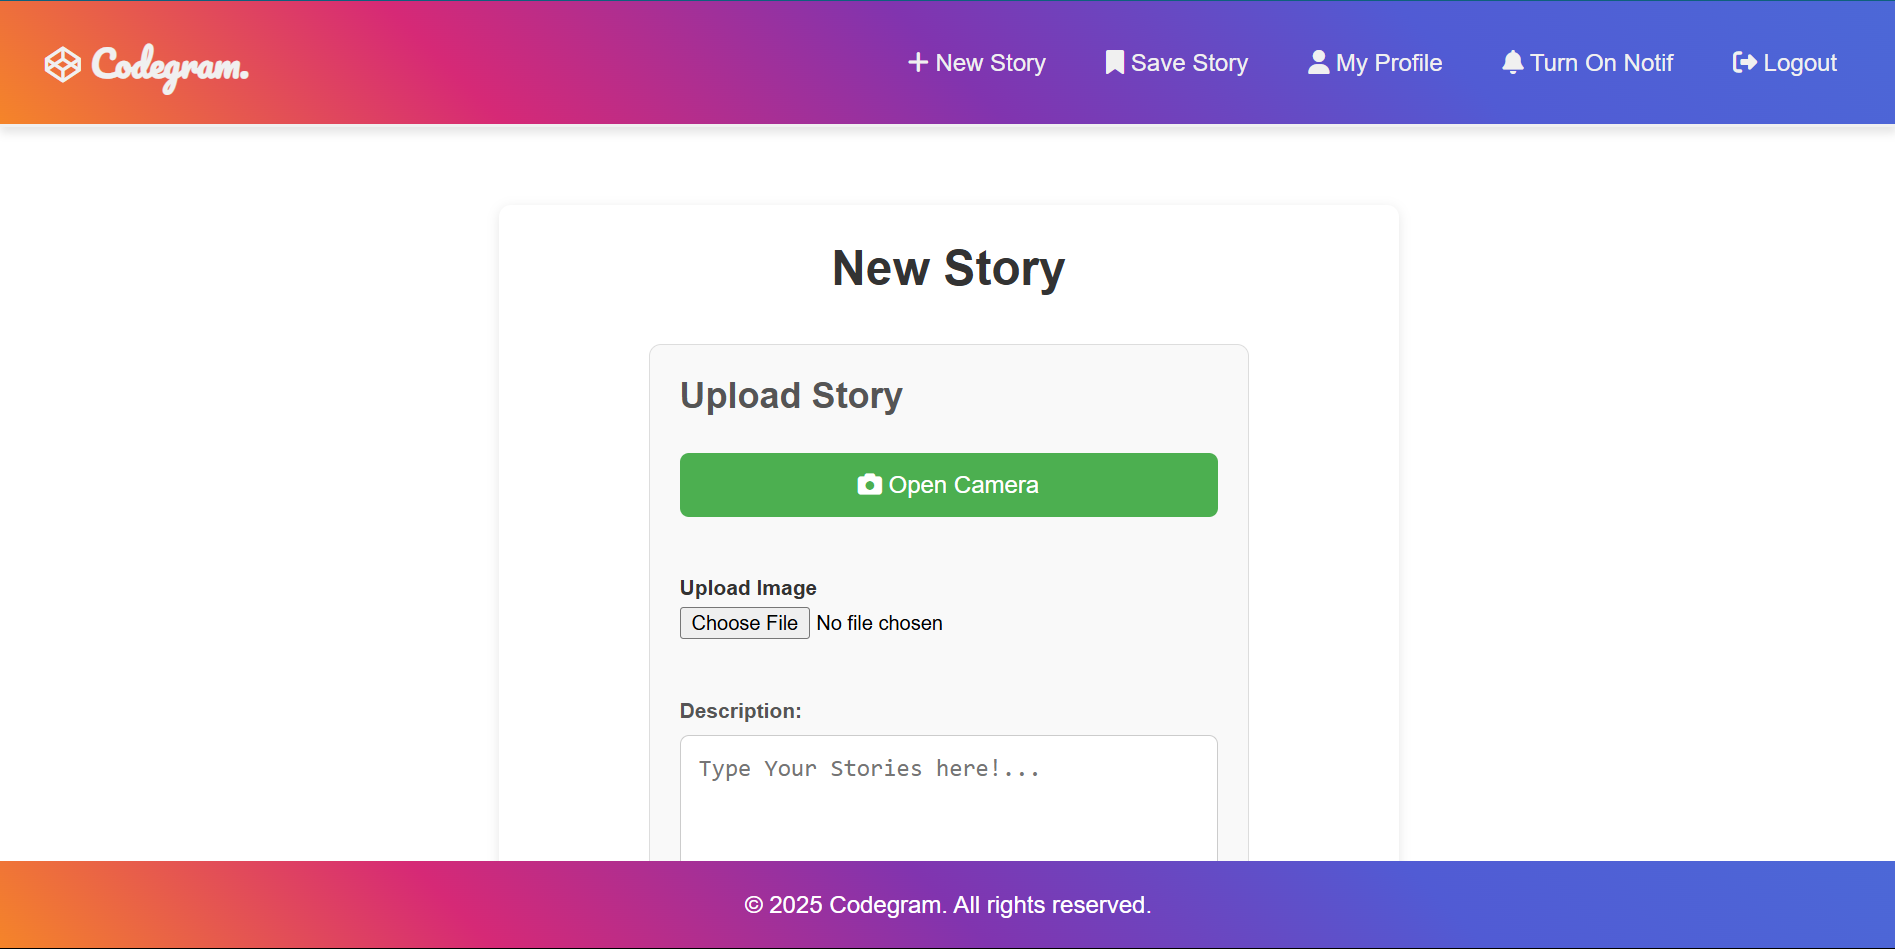 Codegram.
New Story
Save Story
My Profile
Turn On Notif
Logout
New Story
Upload Story
Open Camera
Upload Image
Choose File No file chosen
Description:
Type Your Stories here!...
© 2025 Codegram. All rights reserved.